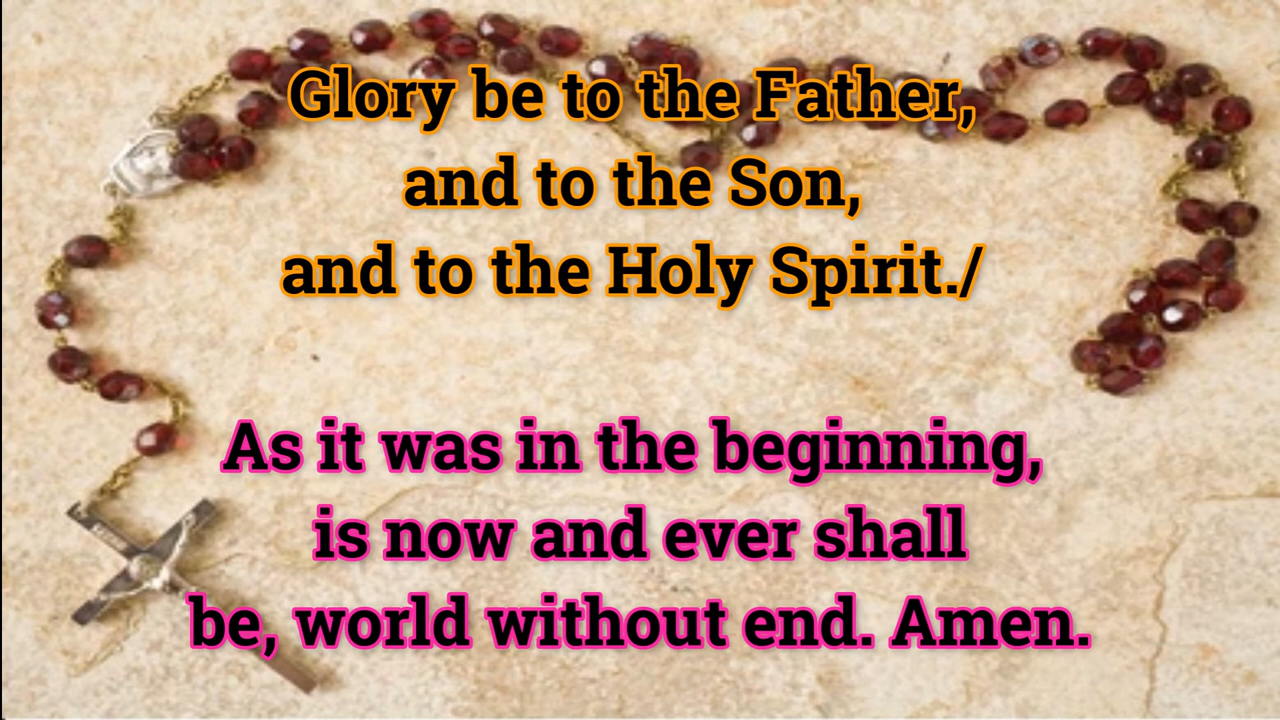 Glory be to the Father,
and to the Son,
and to the Holy Spirit./
As it was in the beginning,
is now and ever shall
be, world without end. Amen.